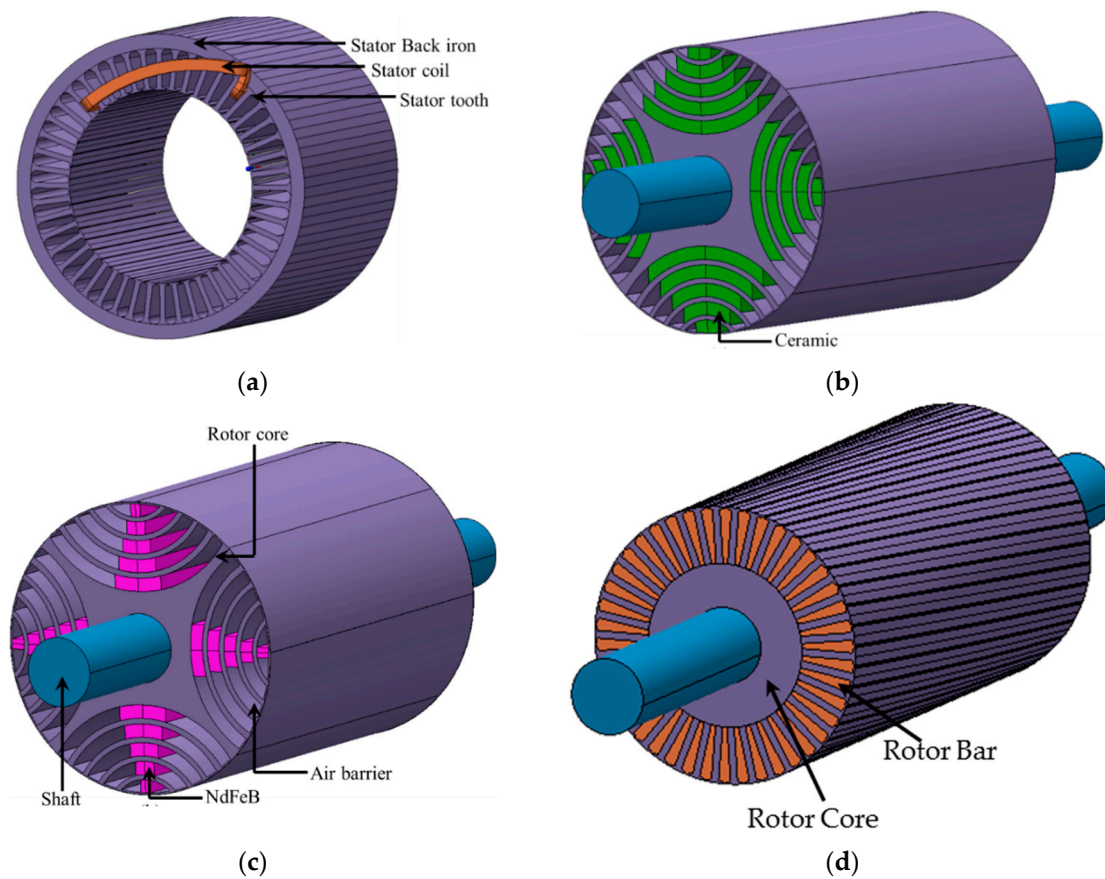 Stator Back iron
Stator coil
Stator tooth
Ceramic
(a)
(b)
Rotor core
Air barrier
Shaft
NdFeB
Rotor Bar
Rotor Core
(c)
(d)